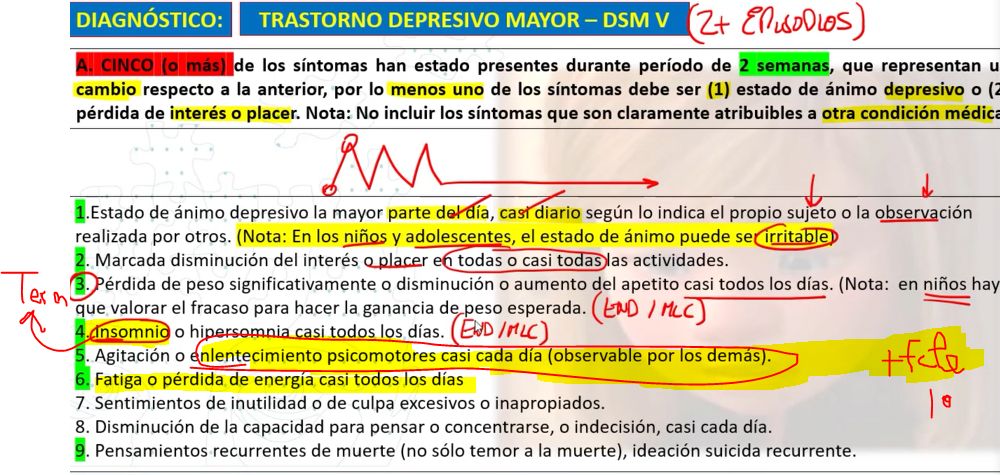 DIAGNÓSTICO: TRASTORNO DEPRESIVO MAYOR – DSM V (2+ EPISODIOS)
A. CINCO (o más) de los síntomas han estado presentes durante período de 2 semanas, que representan u
cambio respecto a la anterior, por lo menos uno de los síntomas debe ser (1) estado de ánimo depresivo o (2
pérdida de interés o placer. Nota: No incluir los síntomas que son claramente atribuibles a otra condición médica
1.Estado de ánimo depresivo la mayor parte del día, casi diario según lo indica el propio sujeto o la observación
realizada por otros. (Nota: En los niños y adolescentes, el estado de ánimo puede ser irritable)
2. Marcada disminución del interés o placer en todas o casi todas las actividades.
3. Pérdida de peso significativamente o disminución o aumento del apetito casi todos los días. (Nota: en niños hay
que valorar el fracaso para hacer la ganancia de peso esperada. (END / MLC)
4. Insomnio o hipersomnia casi todos los días. (END / MLC)
5. Agitación o enlentecimiento psicomotores casi cada día (observable por los demás).
6. Fatiga o pérdida de energía casi todos los días
7. Sentimientos de inutilidad o de culpa excesivos o inapropiados.
8. Disminución de la capacidad para pensar o concentrarse, o indecisión, casi cada día.
9. Pensamientos recurrentes de muerte (no sólo temor a la muerte), ideación suicida recurrente.